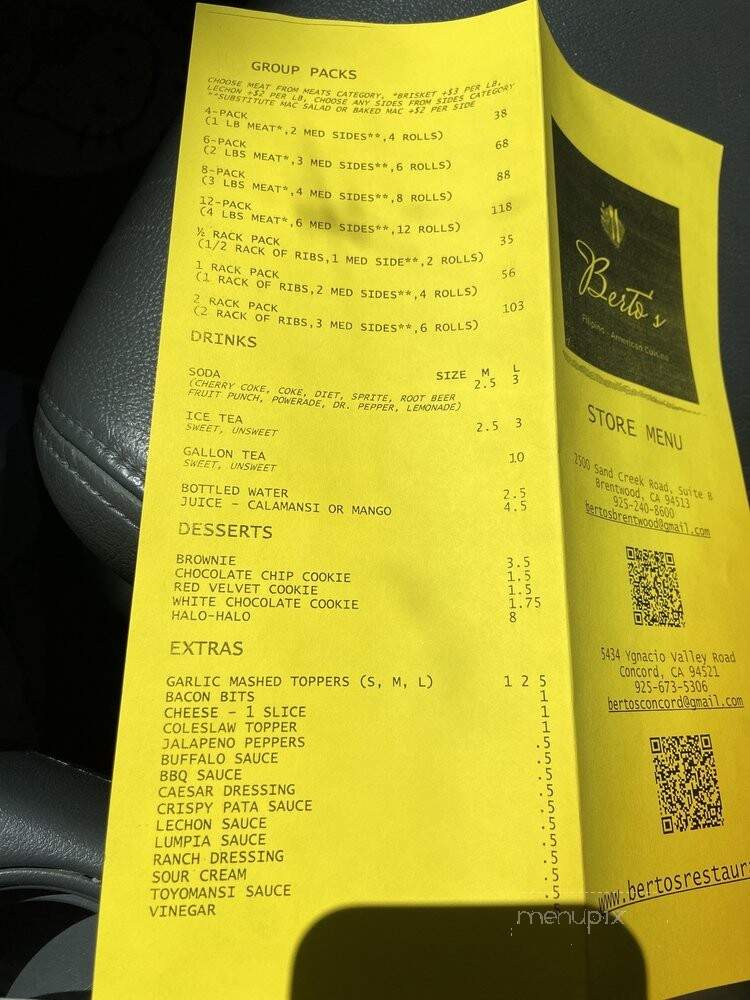 GROUP PACKS
CHOOSE MEAT FROM MEATS CATEGORY, *BRISKET +$3 PER LB,
LECHON +$2 PER LB, CHOOSE ANY SIDES FROM SIDES CATEGORY
**SUBSTITUTE MAC SALAD OR BAKED MAC +$2 PER SIDE
4-PACK 38
(1 LB MEAT*,2 MED SIDES**,4 ROLLS)
6-PACK 68
(2 LBS MEAT*,3 MED SIDES**,6 ROLLS)
8-PACK 88
(3 LBS MEAT*,4 MED SIDES**,8 ROLLS)
12-PACK 118
(4 LBS MEAT*,6 MED SIDES**,12 ROLLS)
½ RACK PACK 35
(1/2 RACK OF RIBS,1 MED SIDE**,2 ROLLS)
1 RACK PACK 56
(1 RACK OF RIBS,2 MED SIDES**,4 ROLLS)
2 RACK PACK 103
(2 RACK OF RIBS,3 MED SIDES**,6 ROLLS)
DRINKS
SODA SIZE M L
2.5 3
(CHERRY COKE, COKE, DIET, SPRITE, ROOT BEER
FRUIT PUNCH, POWERADE, DR. PEPPER, LEMONADE)
ICE TEA 2.5 3
SWEET, UNSWEET
GALLON TEA 10
SWEET, UNSWEET
BOTTLED WATER 2.5
JUICE - CALAMANSI OR MANGO 4.5
DESSERTS
BROWNIE 3.5
CHOCOLATE CHIP COOKIE 1.5
RED VELVET COOKIE 1.5
WHITE CHOCOLATE COOKIE 1.75
HALO-HALO 8
EXTRAS
GARLIC MASHED TOPPERS (S, M, L) 1 2 5
BACON BITS 1
CHEESE - 1 SLICE 1
COLESLAW TOPPER 1
JALAPENO PEPPERS .5
BUFFALO SAUCE .5
BBQ SAUCE .5
CAESAR DRESSING .5
CRISPY PATA SAUCE .5
LECHON SAUCE .5
LUMPIA SAUCE .5
RANCH DRESSING .5
SOUR CREAM .5
TOYOMANSI SAUCE .5
VINEGAR
Berto's
Filipino - American Cuisine
STORE MENU
2500 Sand Creek Road, Suite B
Brentwood, CA 94513
925-240-8600
bertosbrentwood@gmail.com
5434 Ygnacio Valley Road
Concord, CA 94521
925-673-5306
bertosconcord@gmail.com
www.bertosrestaur
menupix